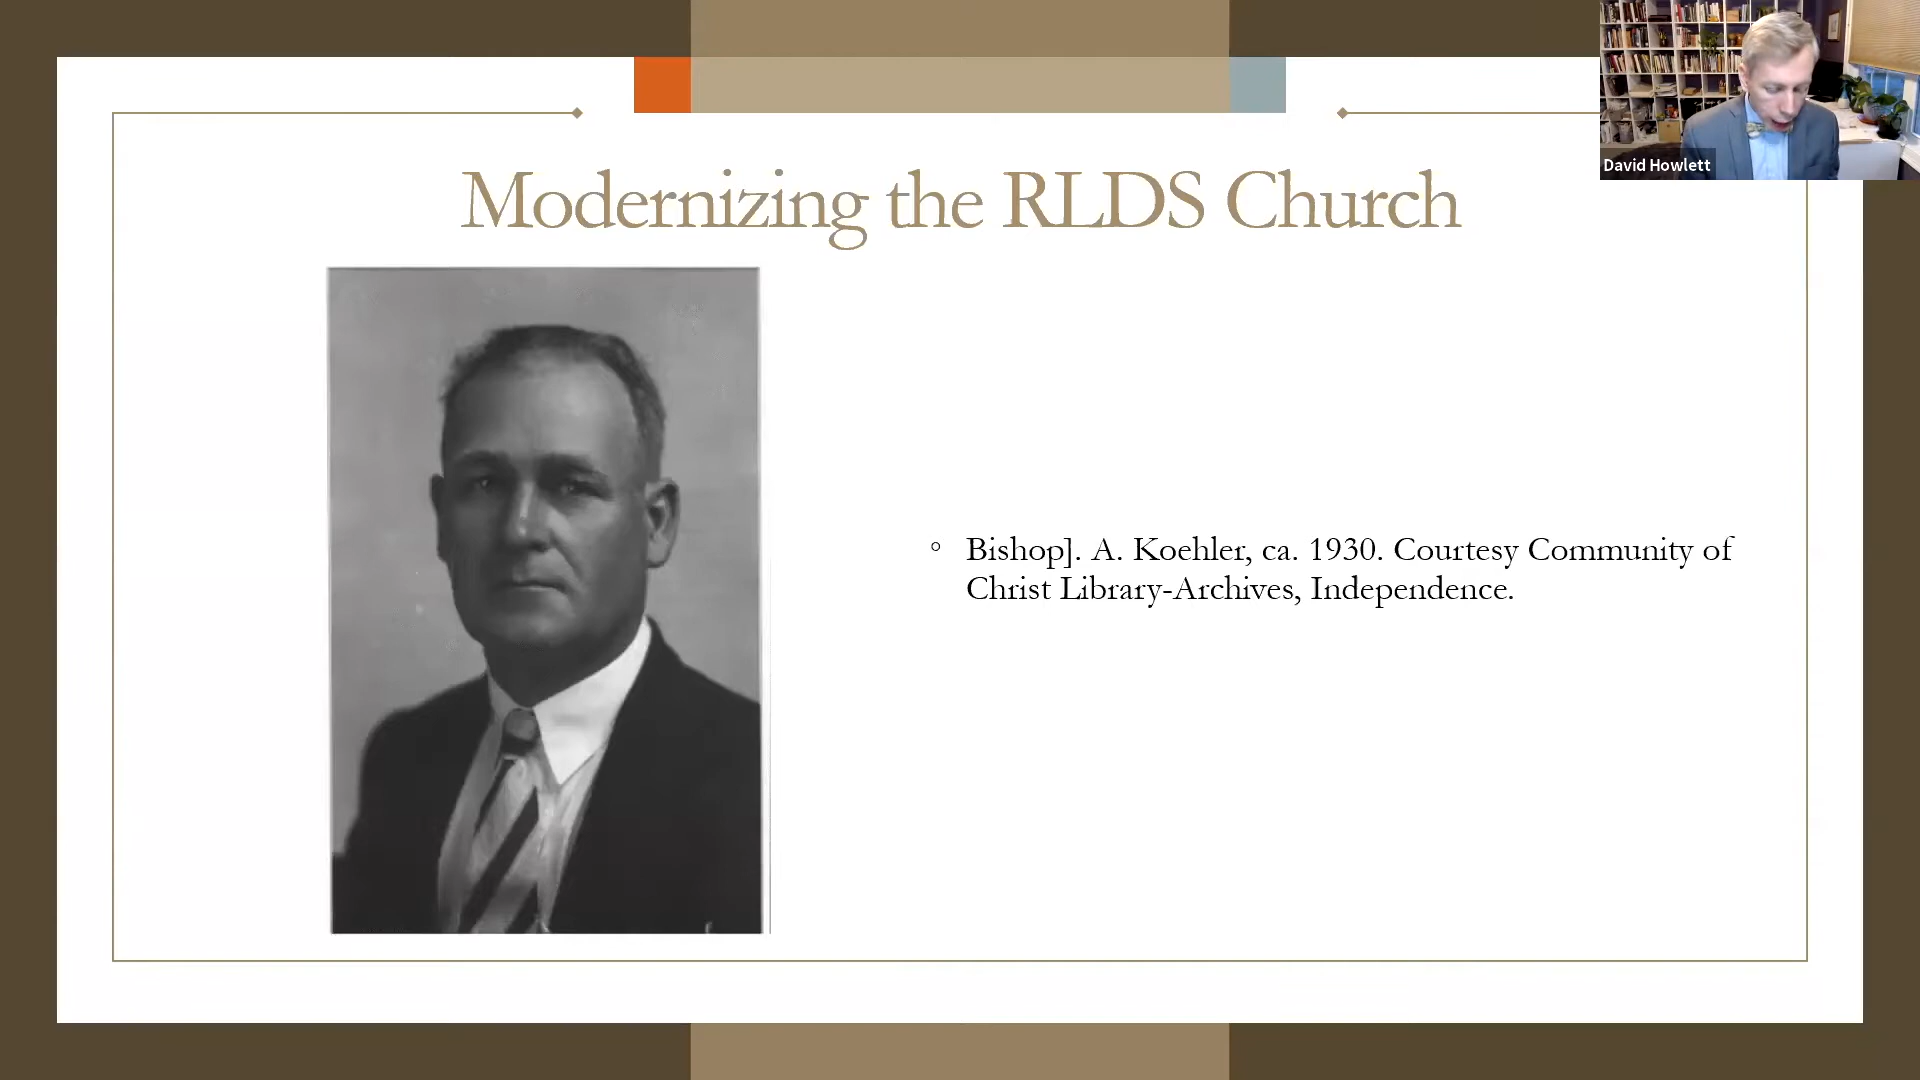 David Howlett
Modernizing the RLDS Church
Bishop]. A. Koehler, ca. 1930. Courtesy Community of
Christ Library-Archives, Independence.